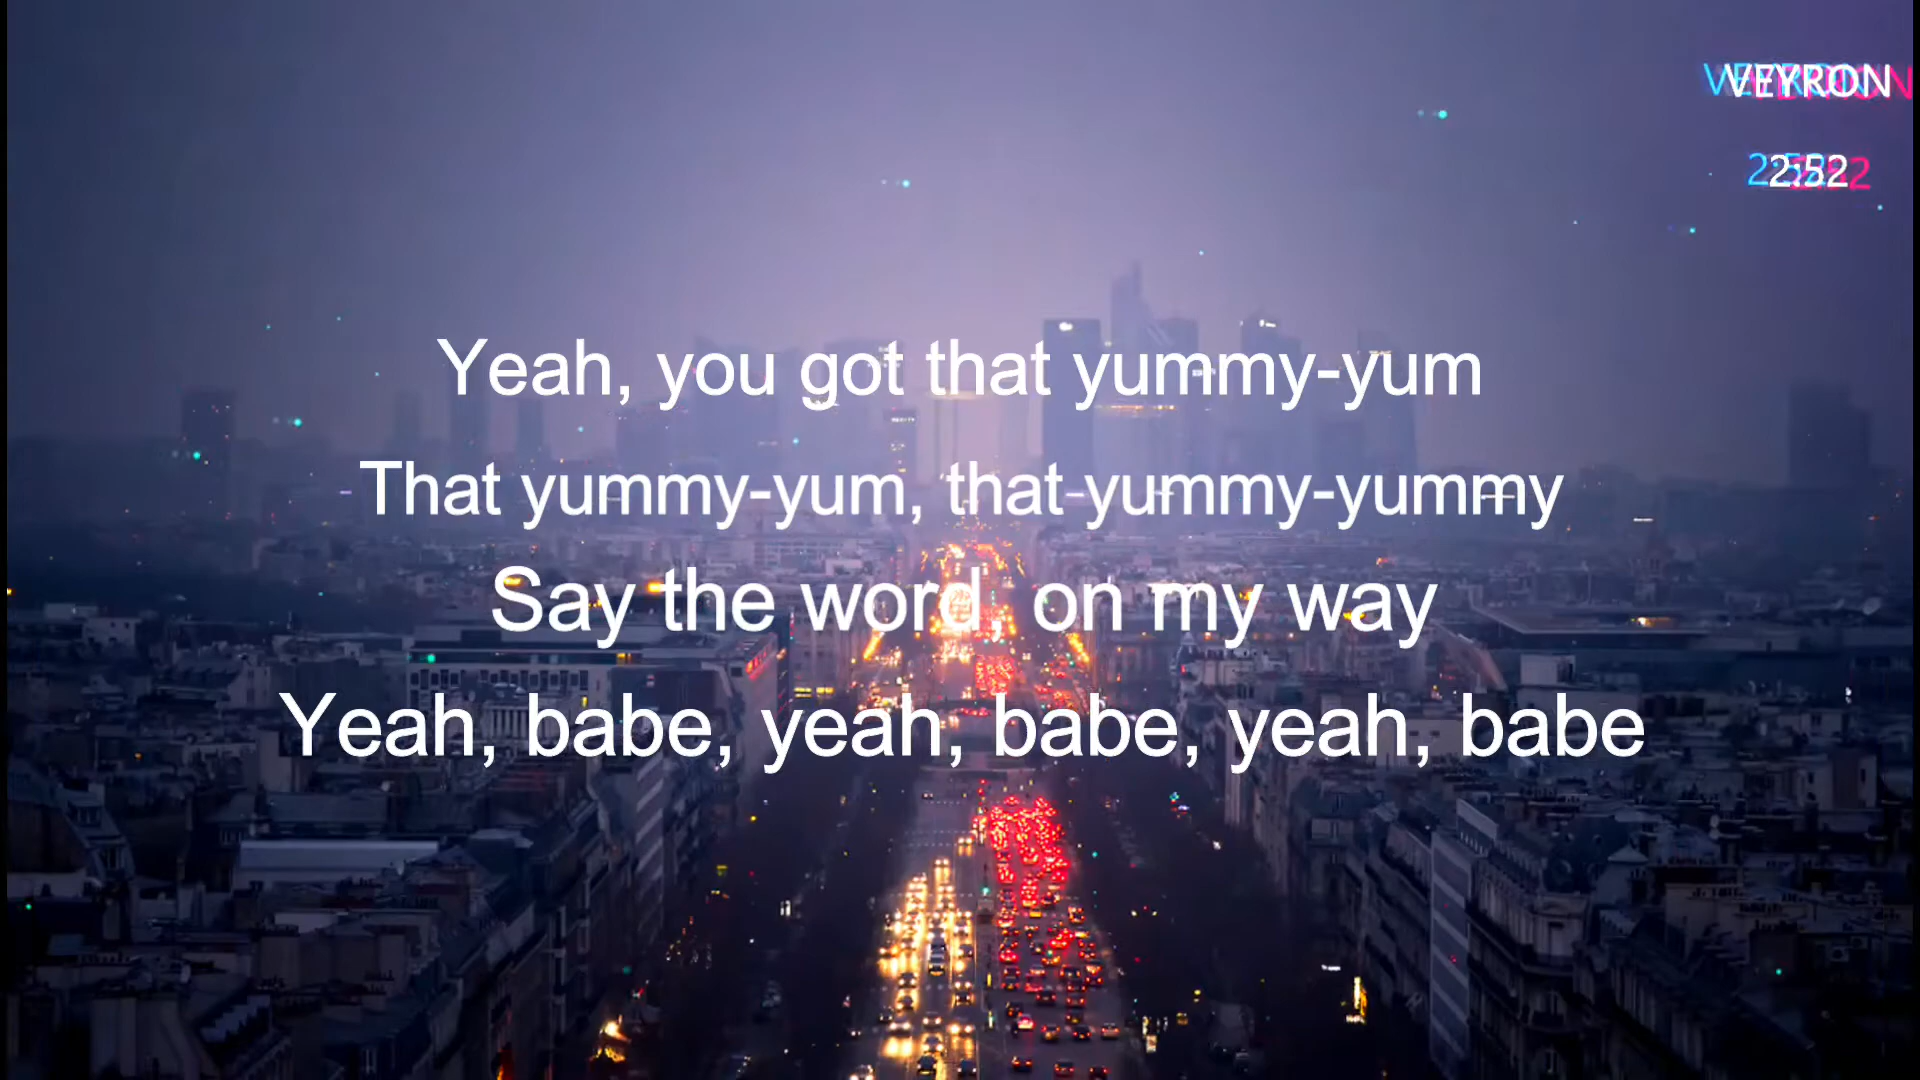 VEYRON
2:52
Yeah, you got that yummy-yum
That yummy-yum, that yummy-yummy
Say the word, on my way
Yeah, babe, yeah, babe, yeah, babe